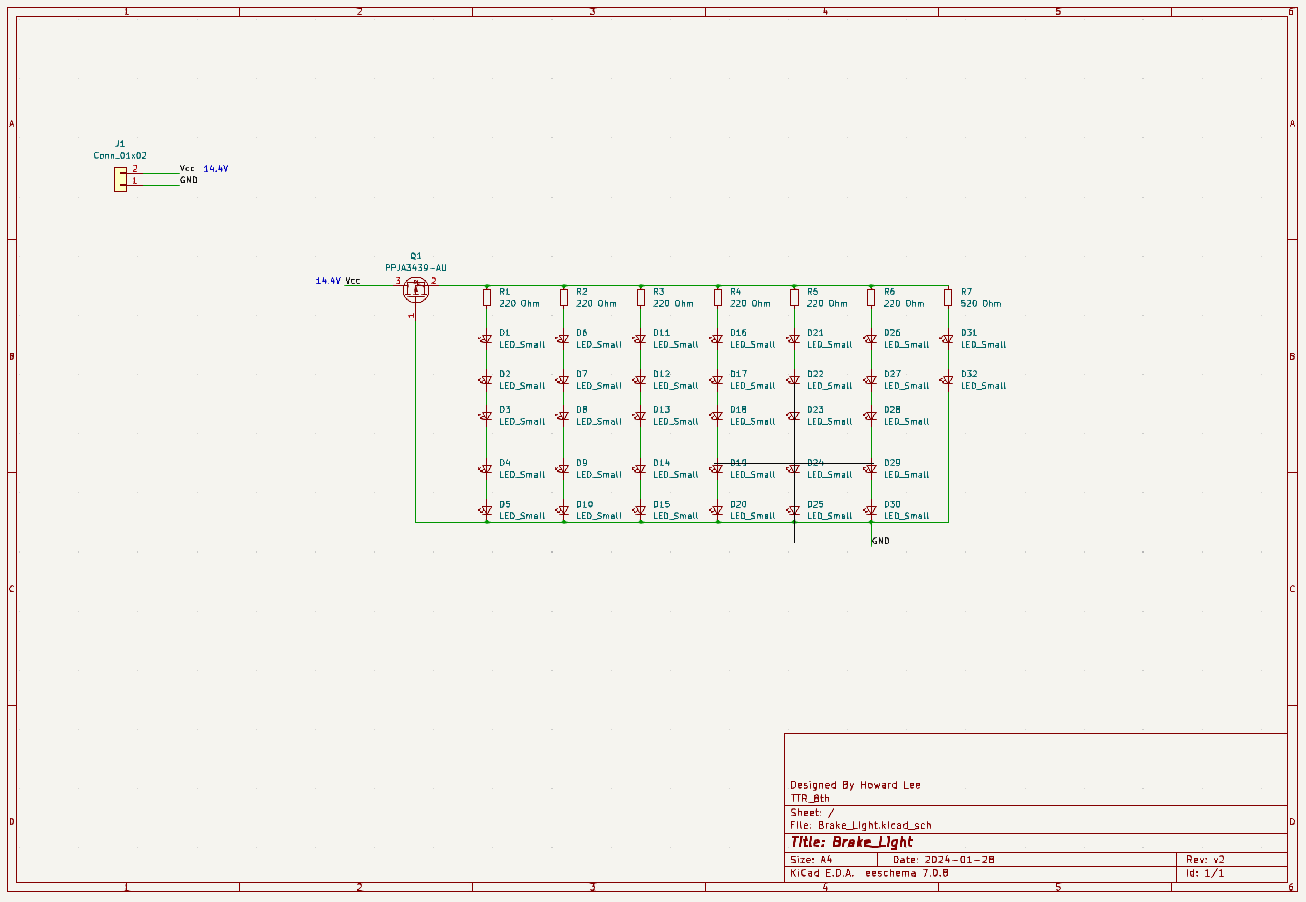 1 2 3 4 5 6
A A
J1
Conn_01x02
2 Vcc 14.4V
1 GND
B B
Q1
PPJA3439-AU
14.4V Vcc 3 2
1
R1 R2 R3 R4 R5 R6 R7
220 Ohm 220 Ohm 220 Ohm 220 Ohm 220 Ohm 220 Ohm 520 Ohm
D1 D6 D11 D16 D21 D26 D31
LED_Small LED_Small LED_Small LED_Small LED_Small LED_Small LED_Small
D2 D7 D12 D17 D22 D27 D32
LED_Small LED_Small LED_Small LED_Small LED_Small LED_Small LED_Small
D3 D8 D13 D18 D23 D28
LED_Small LED_Small LED_Small LED_Small LED_Small LED_Small
D4 D9 D14 D19 D24 D29
LED_Small LED_Small LED_Small LED_Small LED_Small LED_Small
D5 D10 D15 D20 D25 D30
LED_Small LED_Small LED_Small LED_Small LED_Small LED_Small
GND
C C
Designed By Howard Lee
TTR_8th
Sheet: /
File: Brake_Light.kicad_sch
Title: Brake_Light
Size: A4 Date: 2024-01-28 Rev: v2
KiCad E.D.A. eeschema 7.0.8 Id: 1/1
D D
1 2 3 4 5 6